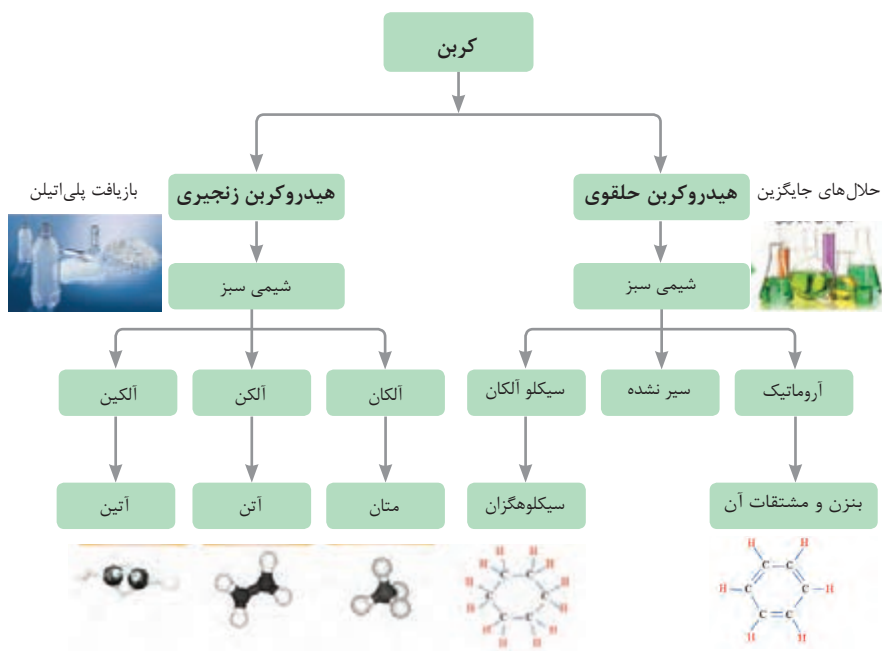 کربن
هیدروکربن حلقوی
هیدروکربن زنجیری
حلال‌های جایگزین
بازیافت پلی‌اتیلن
شیمی سبز
شیمی سبز
آروماتیک
سیر نشده
سیکلو آلکان
آلکان
آلکن
آلکین
بنزن و مشتقات آن
سیکلوهگزان
متان
آتن
آتین
H H
H C C H
H C C H
C C
H H